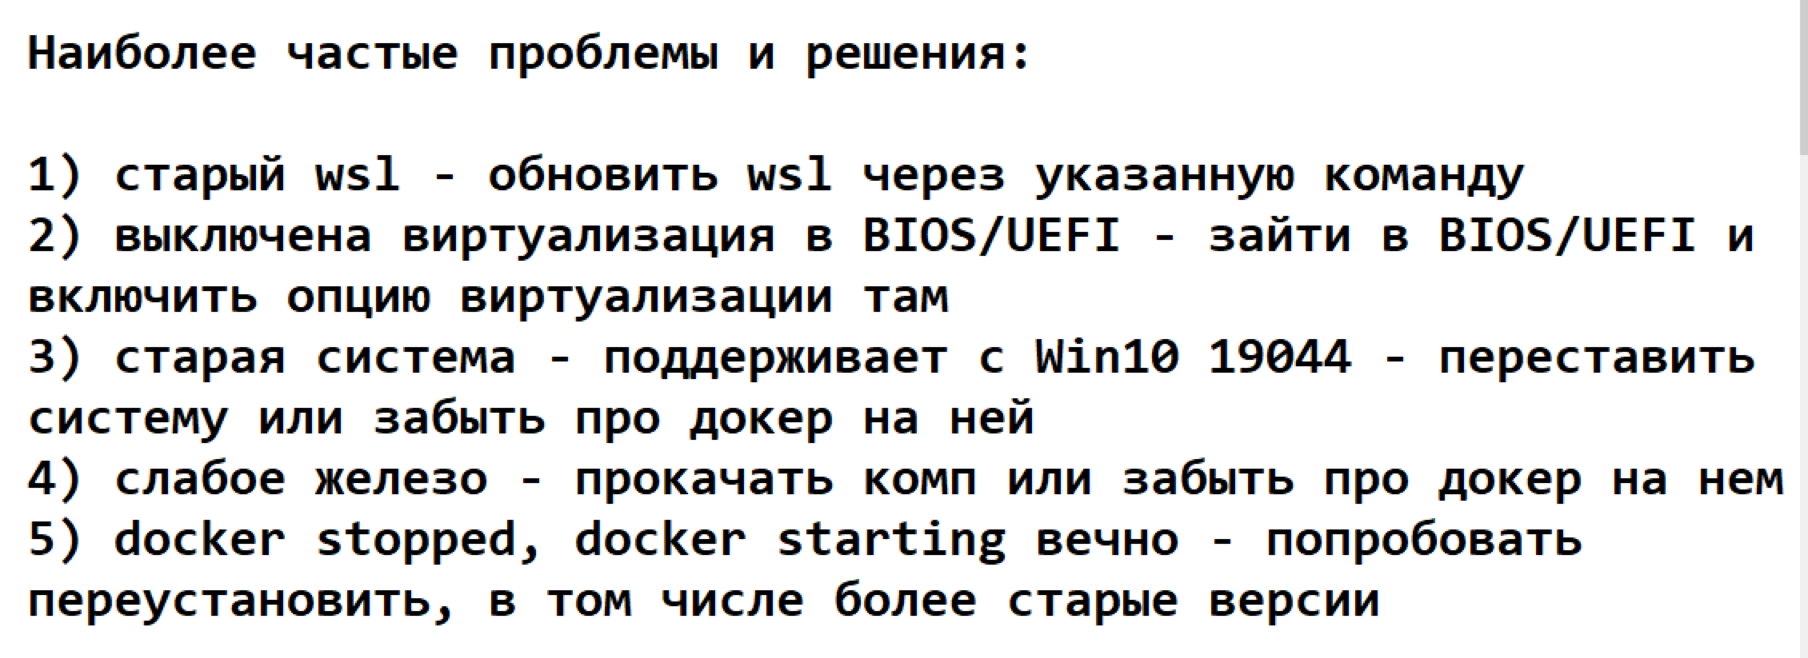 Наиболее частые проблемы и решения:
1) старый wsl - обновить wsl через указанную команду
2) выключена виртуализация в BIOS/UEFI - зайти в BIOS/UEFI и
включить опцию виртуализации там
3) старая система - поддерживает с Win10 19044 - переставить
систему или забыть про докер на ней
4) слабое железо - прокачать комп или забыть про докер на нем
5) docker stopped, docker starting вечно - попробовать
переустановить, в том числе более старые версии